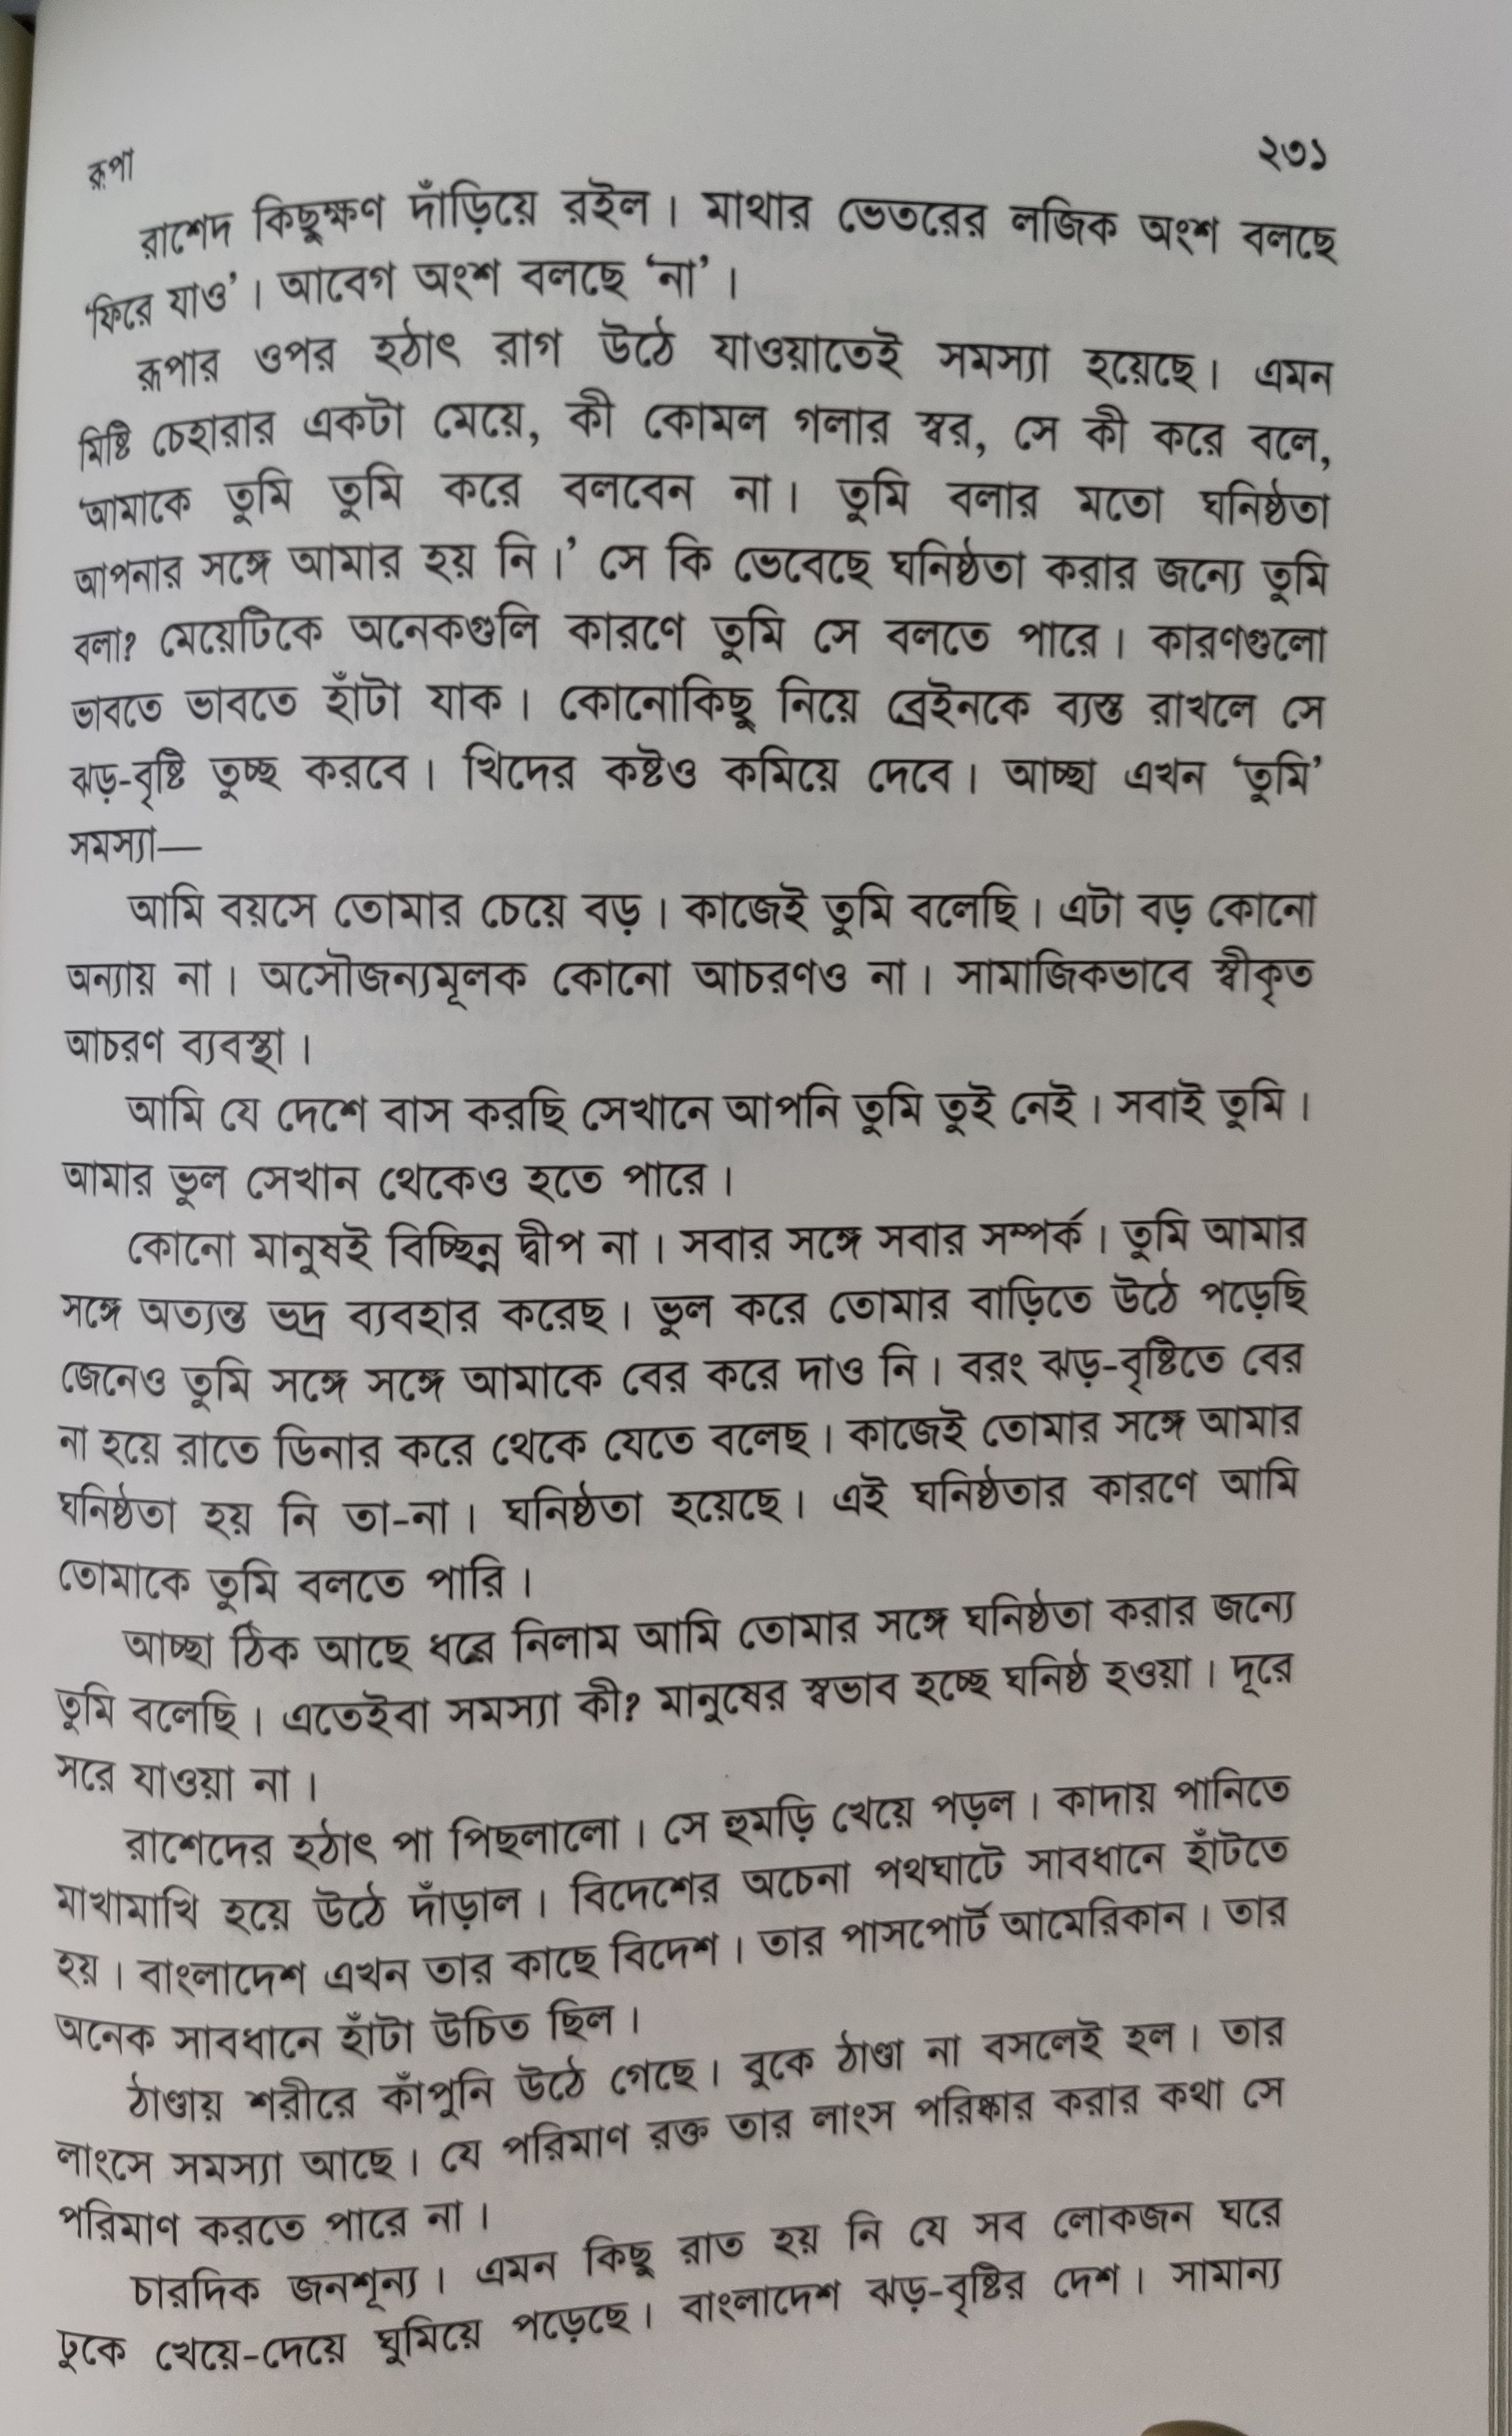 রূপা
২৩১
রাশেদ কিছুক্ষণ দাঁড়িয়ে রইল। মাথার ভেতরের লজিক অংশ বলছে
‘ফিরে যাও’। আবেগ অংশ বলছে ‘না’।
রূপার ওপর হঠাৎ রাগ উঠে যাওয়াতেই সমস্যা হয়েছে। এমন
মিষ্টি চেহারার একটা মেয়ে, কী কোমল গলার স্বর, সে কী করে বলে,
‘আমাকে তুমি তুমি করে বলবেন না। তুমি বলার মতো ঘনিষ্ঠতা
আপনার সঙ্গে আমার হয় নি।’ সে কি ভেবেছে ঘনিষ্ঠতা করার জন্যে তুমি
বলা? মেয়েটিকে অনেকগুলি কারণে তুমি সে বলতে পারে। কারণগুলো
ভাবতে ভাবতে হাঁটা যাক। কোনোকিছু নিয়ে ব্রেইনকে ব্যস্ত রাখলে সে
ঝড়-বৃষ্টি তুচ্ছ করবে। খিদের কষ্টও কমিয়ে দেবে। আচ্ছা এখন ‘তুমি’
সমস্যা—
আমি বয়সে তোমার চেয়ে বড়। কাজেই তুমি বলেছি। এটা বড় কোনো
অন্যায় না। অসৌজন্যমূলক কোনো আচরণও না। সামাজিকভাবে স্বীকৃত
আচরণ ব্যবস্থা।
আমি যে দেশে বাস করছি সেখানে আপনি তুমি তুই নেই। সবাই তুমি।
আমার ভুল সেখান থেকেও হতে পারে।
কোনো মানুষই বিচ্ছিন্ন দ্বীপ না। সবার সঙ্গে সবার সম্পর্ক। তুমি আমার
সঙ্গে অত্যন্ত ভদ্র ব্যবহার করেছ। ভুল করে তোমার বাড়িতে উঠে পড়েছি
জেনেও তুমি সঙ্গে সঙ্গে আমাকে বের করে দাও নি। বরং ঝড়-বৃষ্টিতে বের
না হয়ে রাতে ডিনার করে থেকে যেতে বলেছ। কাজেই তোমার সঙ্গে আমার
ঘনিষ্ঠতা হয় নি তা-না। ঘনিষ্ঠতা হয়েছে। এই ঘনিষ্ঠতার কারণে আমি
তোমাকে তুমি বলতে পারি।
আচ্ছা ঠিক আছে ধরে নিলাম আমি তোমার সঙ্গে ঘনিষ্ঠতা করার জন্যে
তুমি বলেছি। এতেইবা সমস্যা কী? মানুষের স্বভাব হচ্ছে ঘনিষ্ঠ হওয়া। দূরে
সরে যাওয়া না।
রাশেদের হঠাৎ পা পিছলালো। সে হুমড়ি খেয়ে পড়ল। কাদায় পানিতে
মাখামাখি হয়ে উঠে দাঁড়াল। বিদেশের অচেনা পথঘাটে সাবধানে হাঁটতে
হয়। বাংলাদেশ এখন তার কাছে বিদেশ। তার পাসপোর্ট আমেরিকান। তার
অনেক সাবধানে হাঁটা উচিত ছিল।
ঠাণ্ডায় শরীরে কাঁপুনি উঠে গেছে। বুকে ঠাণ্ডা না বসলেই হল। তার
লাংসে সমস্যা আছে। যে পরিমাণ রক্ত তার লাংস পরিষ্কার করার কথা সে
পরিমাণ করতে পারে না।
চারদিক জনশূন্য। এমন কিছু রাত হয় নি যে সব লোকজন ঘরে
ঢুকে খেয়ে-দেয়ে ঘুমিয়ে পড়েছে। বাংলাদেশ ঝড়-বৃষ্টির দেশ। সামান্য